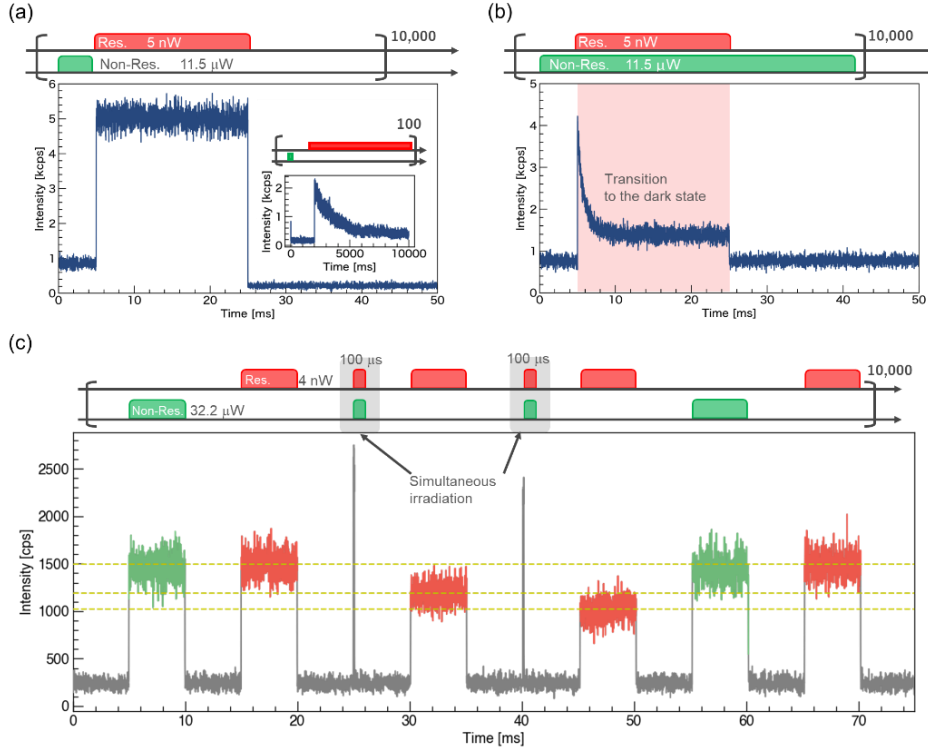 (a)
Res. 5 nW
10,000
Non-Res. 11.5 μW
6
5
4
3
2
1
0
Intensity [kcps]
100
2
1
0
Intensity [kcps]
0 5000 10000
Time [ms]
0 10 20 30 40 50
Time [ms]
(b)
Res. 5 nW
10,000
Non-Res. 11.5 μW
5
4
3
2
1
0
Intensity [kcps]
Transition
to the dark state
0 10 20 30 40 50
Time [ms]
(c)
100 μs 100 μs
10,000
Res. 4 nW
Non-Res. 32.2 μW
Simultaneous
irradiation
2500
2000
1500
1000
500
0
Intensity [cps]
0 10 20 30 40 50 60 70
Time [ms]